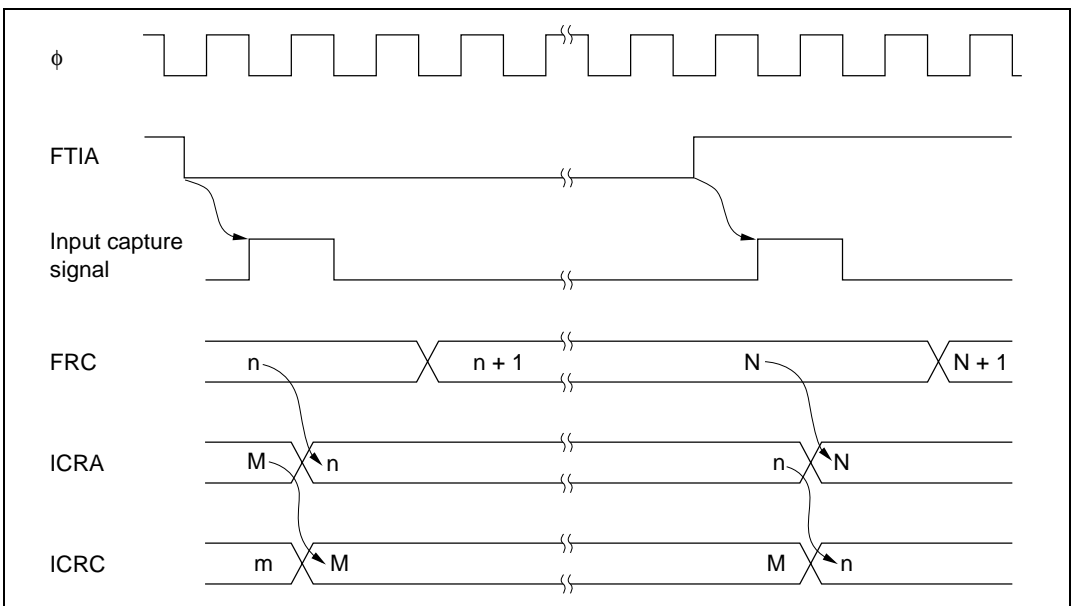 φ
FTIA
Input capture
signal
FRC
n
n + 1
N
N + 1
ICRA
M
n
n
N
ICRC
m
M
M
n